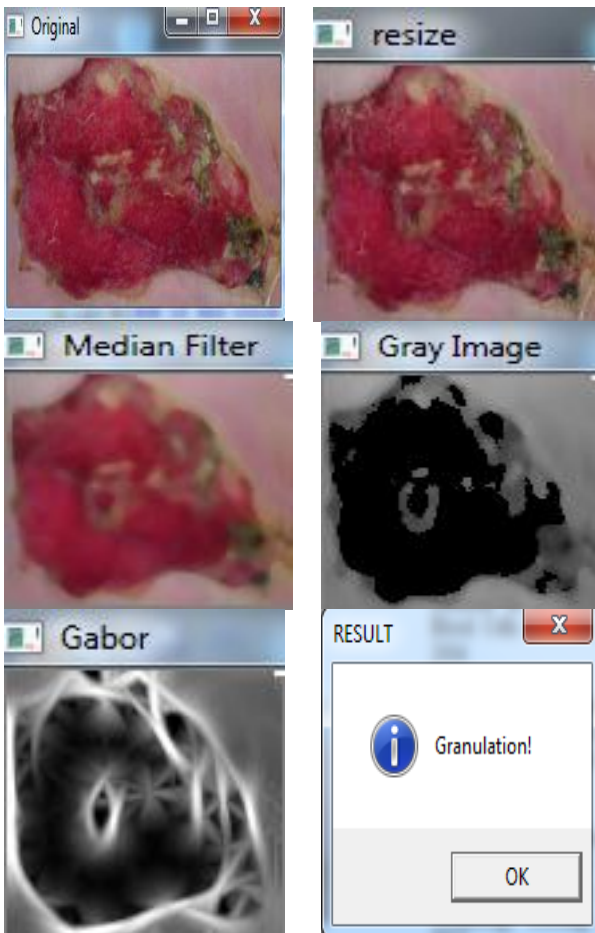 Original
resize
Median Filter
Gray Image
Gabor
RESULT
Granulation!
OK